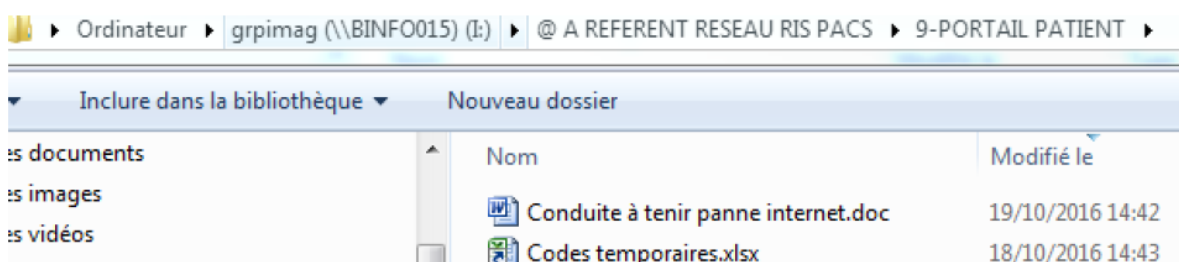 Ordinateur ▸ grpimag (\\BINFO015) (I:) ▸ @ A REFERENT RESEAU RIS PACS ▸ 9-PORTAIL PATIENT ▸
Inclure dans la bibliothèque ▾ Nouveau dossier
es documents Nom Modifié le
es images
Conduite à tenir panne internet.doc 19/10/2016 14:42
es vidéos
Codes temporaires.xlsx 18/10/2016 14:43